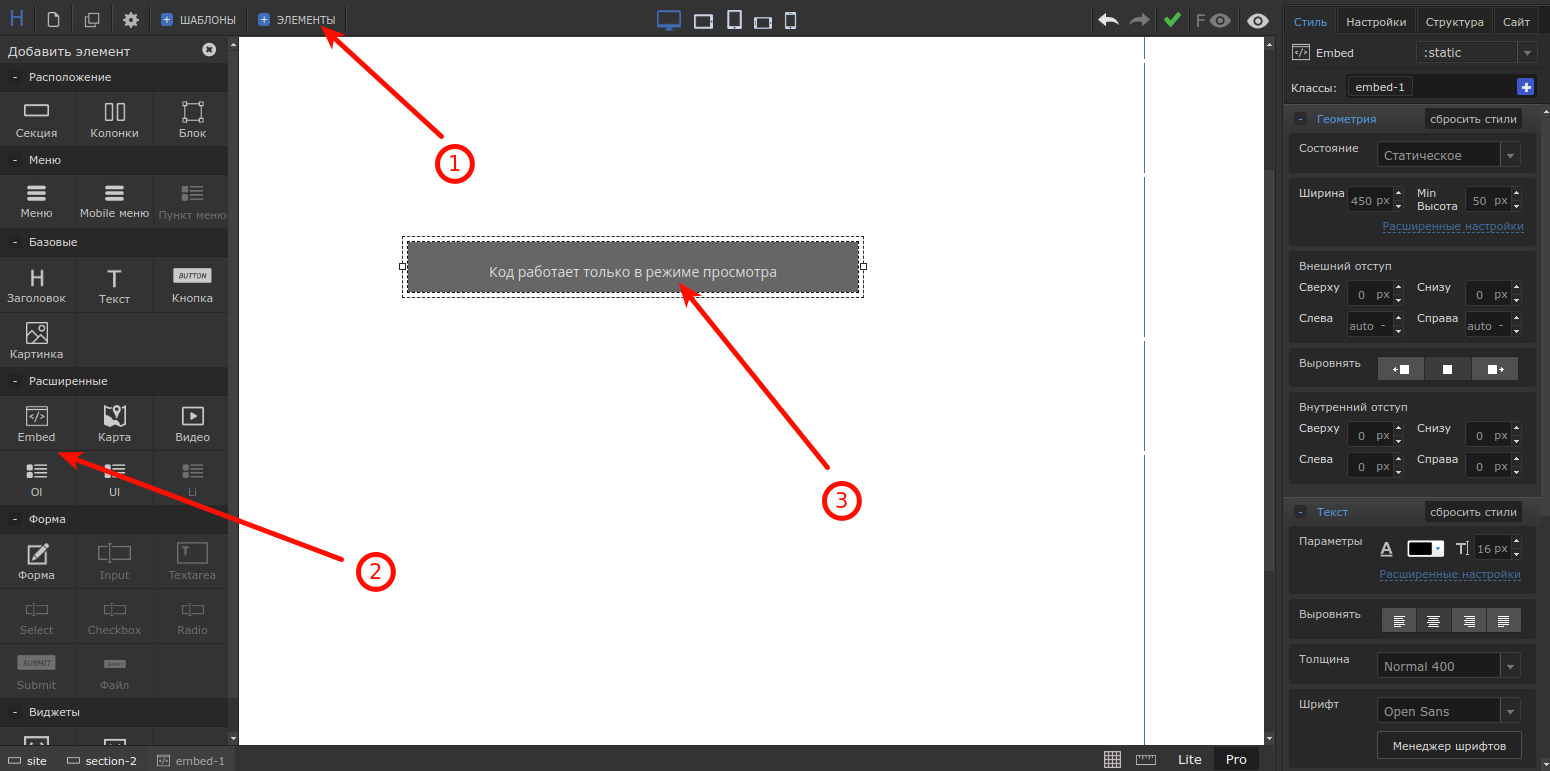 H
ШАБЛОНЫ
ЭЛЕМЕНТЫ
F
Стиль
Настройки
Структура
Сайт
Добавить элемент
- Расположение
Секция
Колонки
Блок
- Меню
Меню
Mobile меню
Пункт меню
- Базовые
H
T
BUTTON
Заголовок
Текст
Кнопка
Картинка
- Расширенные
Embed
Карта
Видео
Ol
Ul
Li
- Форма
T
Форма
Input
Textarea
Select
Checkbox
Radio
SUBMIT
SUBMIT
Submit
Файл
- Виджеты
site
section-2
embed-1
1
Код работает только в режиме просмотра
3
2
Lite
Pro
Embed
:static
Классы:
embed-1
- Геометрия
сбросить стили
Состояние
Статическое
Ширина
450 px
Min
Высота
50 px
Расширенные настройки
Внешний отступ
Сверху
0 px
Снизу
0 px
Слева
auto -
Справа
auto -
Выровнять
Внутренний отступ
Сверху
0 px
Снизу
0 px
Слева
0 px
Справа
0 px
- Текст
сбросить стили
Параметры
A
T
16 px
Расширенные настройки
Выровнять
Толщина
Normal 400
Шрифт
Open Sans
Менеджер шрифтов